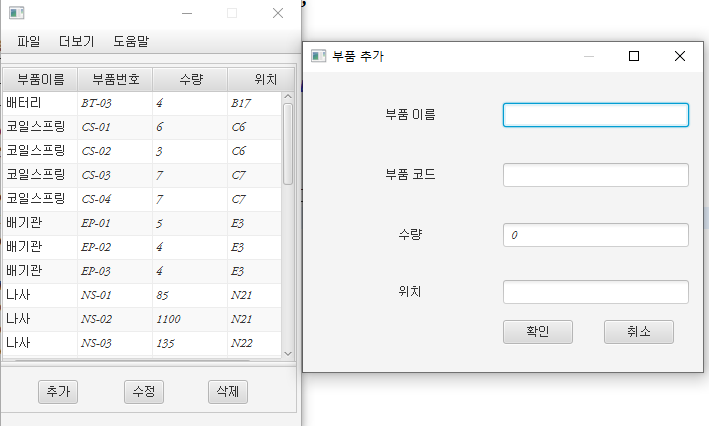 파일 더보기 도움말
부품이름 부품번호 수량 위치
배터리 BT-03 4 B17
코일스프링 CS-01 6 C6
코일스프링 CS-02 3 C6
코일스프링 CS-03 7 C7
코일스프링 CS-04 7 C7
배기관 EP-01 5 E3
배기관 EP-02 4 E3
배기관 EP-03 4 E3
나사 NS-01 85 N21
나사 NS-02 1100 N21
나사 NS-03 135 N22
추가 수정 삭제
부품 추가
부품 이름
부품 코드
수량 0
위치
확인 취소